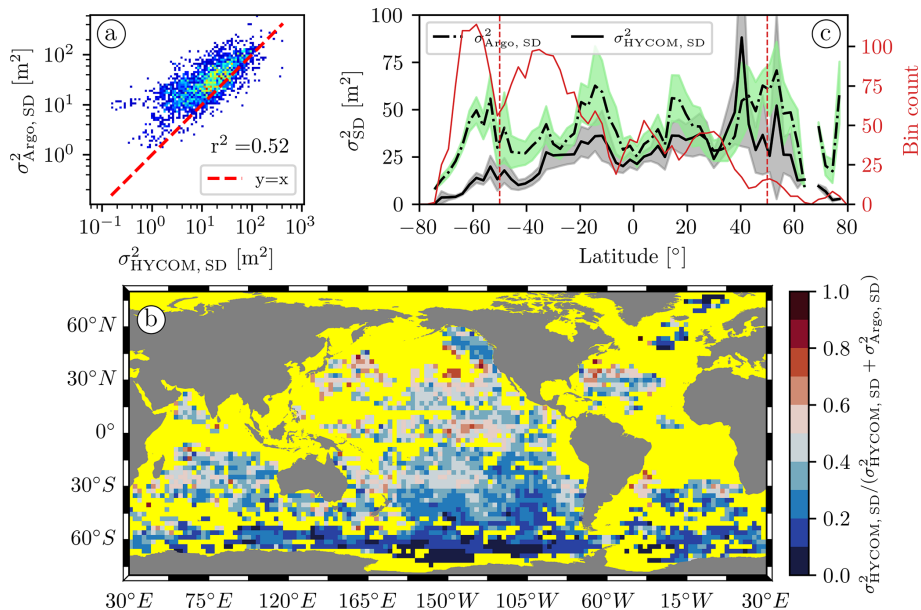 a
σ²Argo, SD [m²]
10²
10¹
10⁰
r² = 0.52
y=x
10⁻¹ 10⁰ 10¹ 10²
σ²HYCOM, SD [m²]
c
σ²Argo, SD σ²HYCOM, SD
σ²SD [m²]
100
75
50
25
0
Bin count
100
75
50
25
0
−80 −60 −40 −20 0 20 40 60 80
Latitude [°]
b
60°N
30°N
0°
30°S
60°S
30°E 75°E 120°E 165°E 150°W 105°W 60°W 15°W 30°E
1.0
0.8
0.6
0.4
0.2
0.0
σ²HYCOM, SD/(σ²HYCOM, SD + σ²Argo, SD)